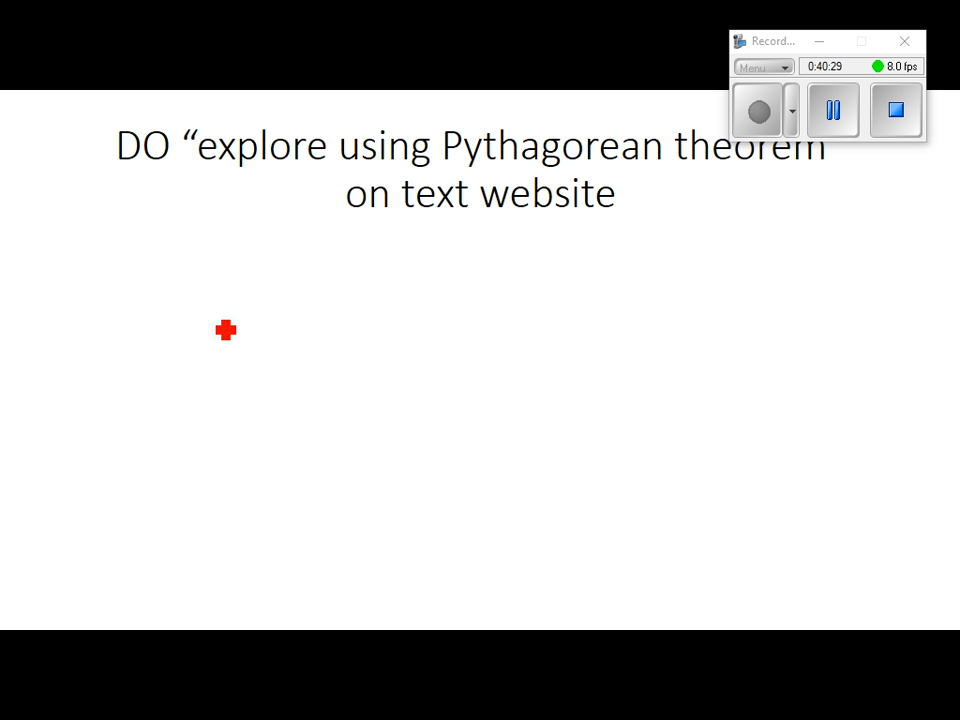 Record...
Menu
0:40:29
8.0 fps
DO “explore using Pythagorean theorem
on text website